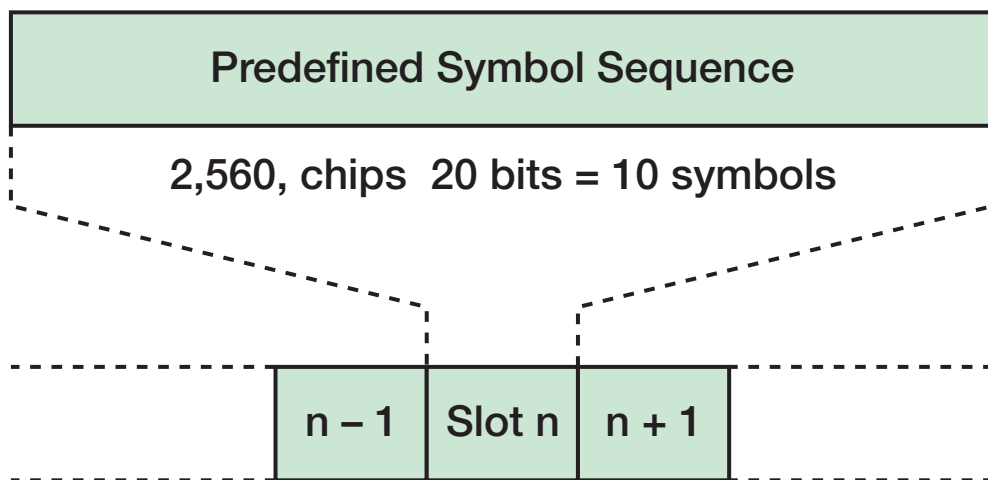 Predefined Symbol Sequence
2,560, chips 20 bits = 10 symbols
n – 1 Slot n n + 1